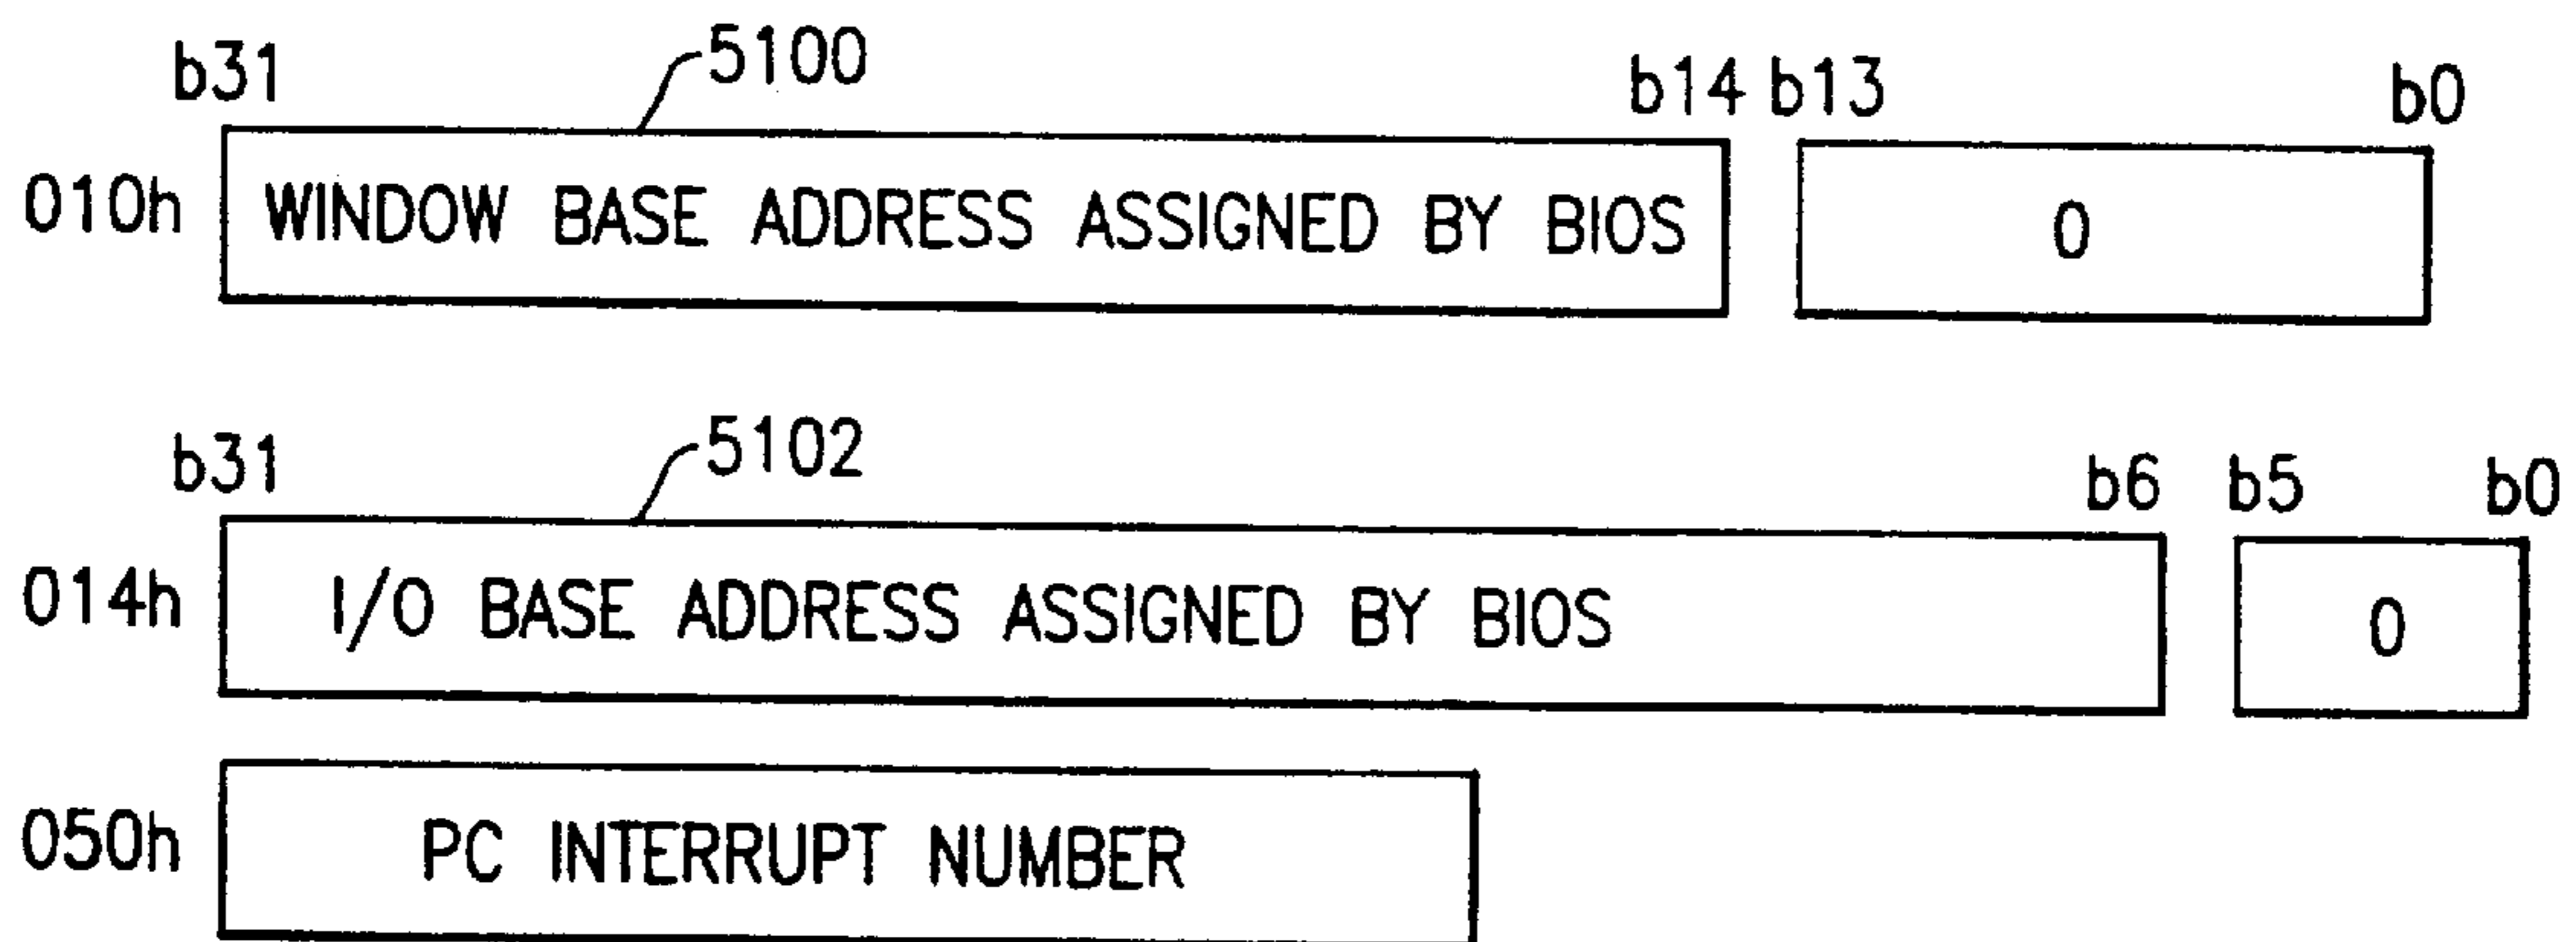 b31 5100 b14 b13 b0
010h WINDOW BASE ADDRESS ASSIGNED BY BIOS 0
b31 5102 b6 b5 b0
014h I/O BASE ADDRESS ASSIGNED BY BIOS 0
050h PC INTERRUPT NUMBER